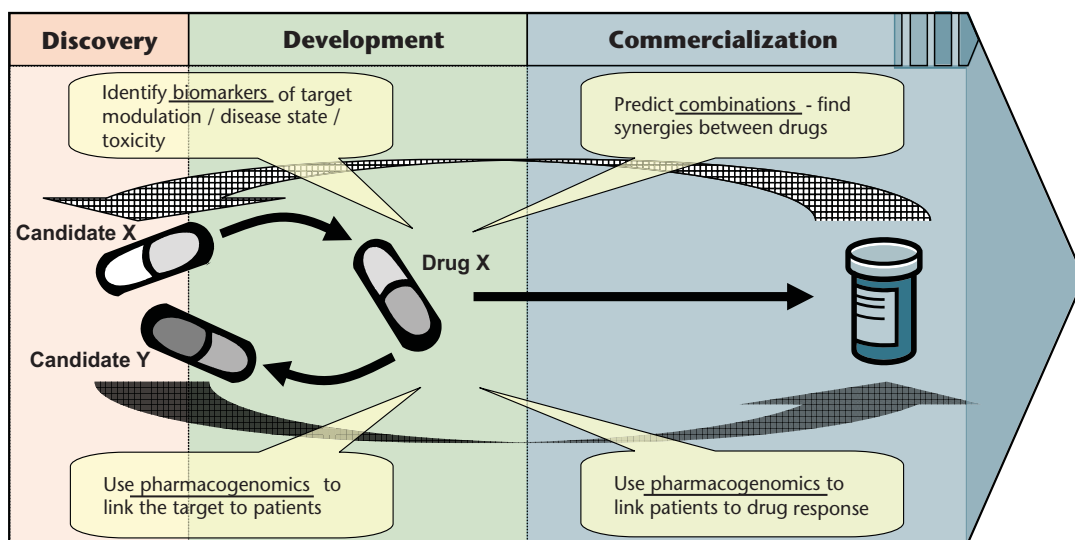 Discovery
Development
Commercialization
Identify biomarkers of target
modulation / disease state /
toxicity
Predict combinations - find
synergies between drugs
Candidate X
Drug X
Candidate Y
Use pharmacogenomics to
link the target to patients
Use pharmacogenomics to
link patients to drug response